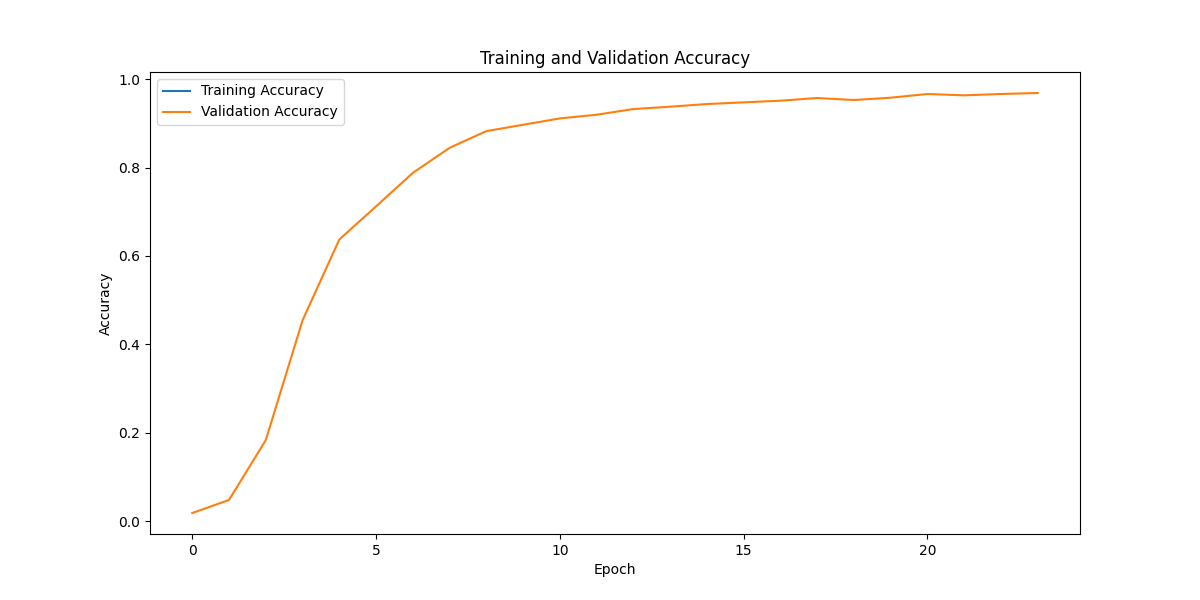 Training and Validation Accuracy
Training Accuracy
Validation Accuracy
1.0
0.8
0.6
0.4
0.2
0.0
Accuracy
0 5 10 15 20
Epoch